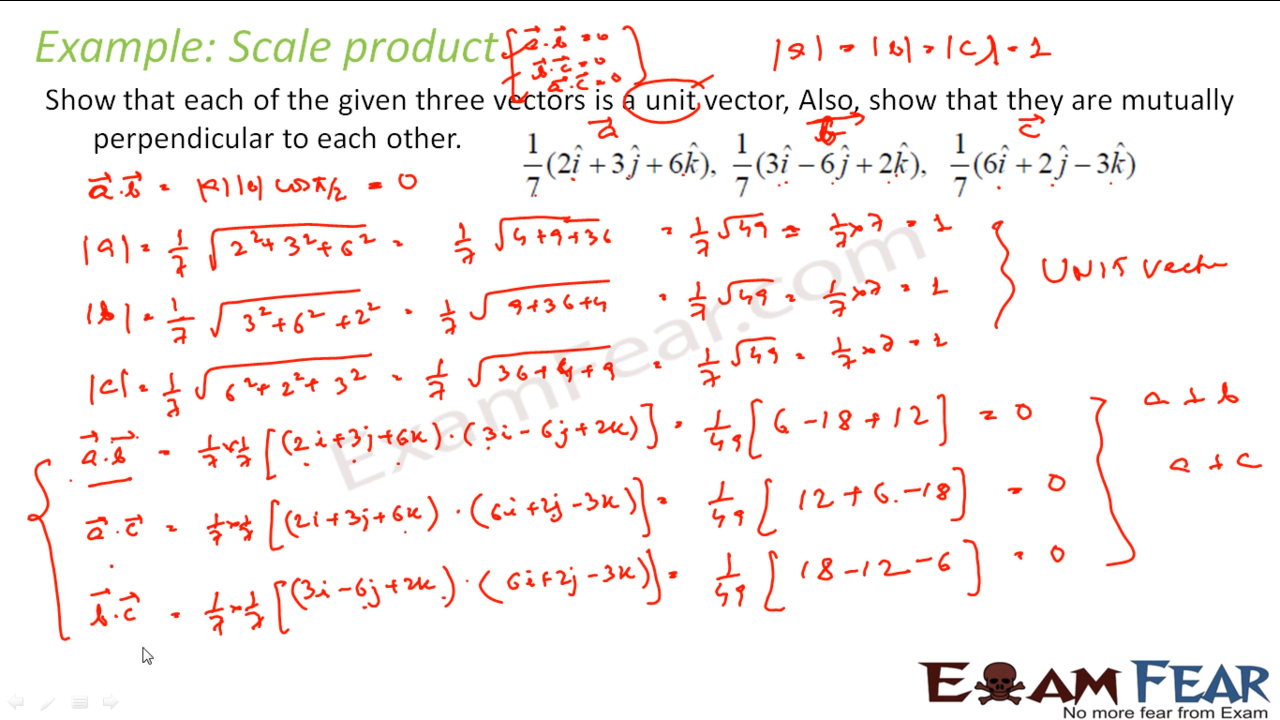 Example: Scale product
a⃗.b⃗ = 0
b⃗.c⃗ = 0
a⃗.c⃗ = 0
|a| = |b| = |c| = 1
Show that each of the given three vectors is a unit vector, Also, show that they are mutually
perpendicular to each other.
a⃗ b⃗ c⃗
1/7(2î + 3ĵ + 6k̂), 1/7(3î − 6ĵ + 2k̂), 1/7(6î + 2ĵ − 3k̂)
a⃗.b⃗ = |a||b| cos π/2 = 0
|a| = 1/7 √(2² + 3² + 6²) = 1/7 √(4+9+36) = 1/7 √49 = 1/7 × 7 = 1
|b| = 1/7 √(3² + 6² + 2²) = 1/7 √(9+36+4) = 1/7 √49 = 1/7 × 7 = 1
UNIT vector
|c| = 1/7 √(6² + 2² + 3²) = 1/7 √(36+4+9) = 1/7 √49 = 1/7 × 7 = 1
a⃗.b⃗ = 1/7 × 1/7 [(2i+3j+6k) · (3i−6j+2k)] = 1/49 [6 − 18 + 12] = 0
a ⊥ b
a⃗.c⃗ = 1/7 × 1/7 [(2i+3j+6k) · (6i+2j−3k)] = 1/49 [12 + 6 − 18] = 0
a ⊥ c
b⃗.c⃗ = 1/7 × 1/7 [(3i−6j+2k) · (6i+2j−3k)] = 1/49 [18 − 12 − 6] = 0
ExamFear.com
EXAM FEAR
No more fear from Exam